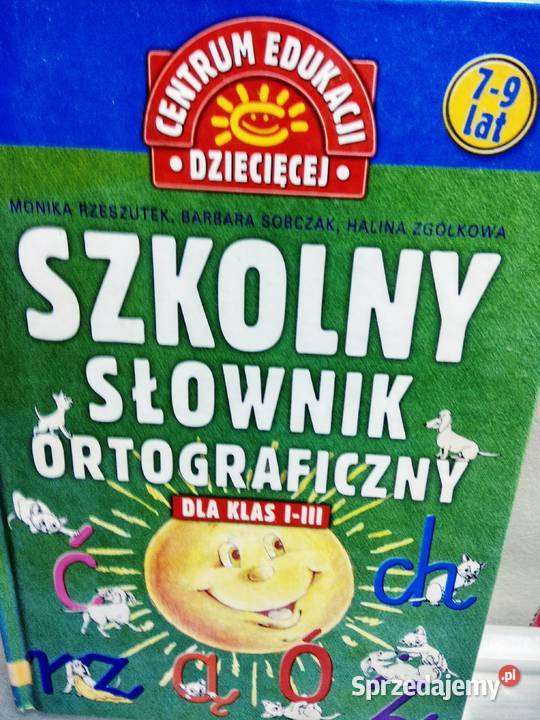 CENTRUM EDUKACJI
DZIECIĘCEJ
7-9
lat
MONIKA RZESZUTEK, BARBARA SOBCZAK, HALINA ZGÓŁKOWA
SZKOLNY
SŁOWNIK
ORTOGRAFICZNY
DLA KLAS I-III
ć
ch
rz
ą
Ó
Sprzedajemy.pl